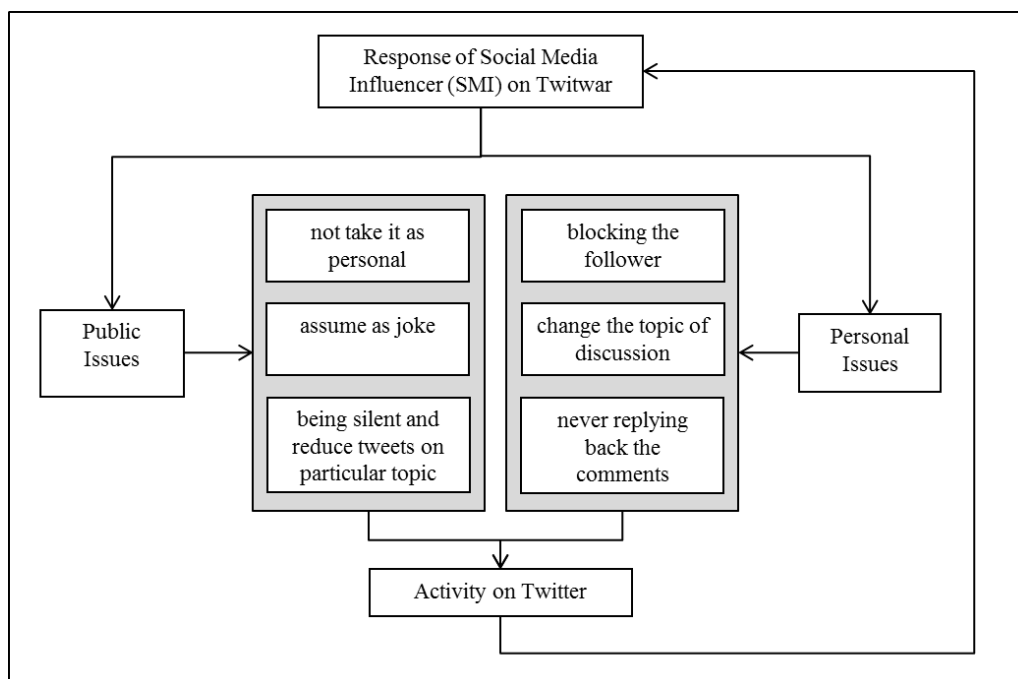 Response of Social Media
Influencer (SMI) on Twitwar
not take it as
personal
blocking the
follower
Public
Issues
assume as joke
change the topic of
discussion
Personal
Issues
being silent and
reduce tweets on
particular topic
never replying
back the
comments
Activity on Twitter